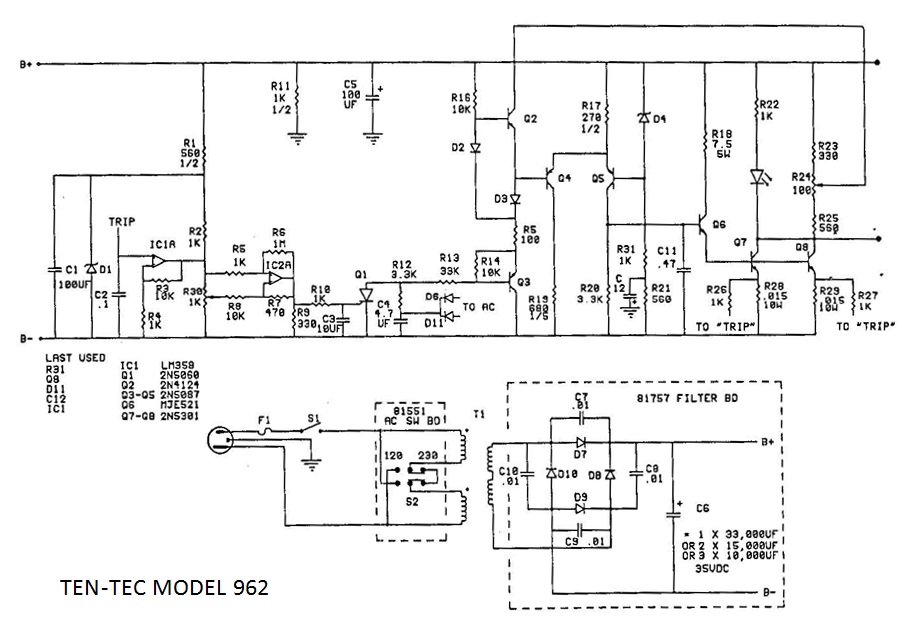 B+
R11
1K
1/2
C5
100
UF
+
R16
10K
Q2
R17
270
1/2
D4
R18
7.5
5W
R22
1K
R23
330
R24
100
R1
560
1/2
D2
Q4
Q5
D3
TRIP
R2
1K
IC1A
R5
1K
R6
1M
IC2A
R5
100
Q6
Q7
Q8
R25
560
C1
100UF
D1
C2
.1
R3
10K
R4
1K
R30
1K
R8
10K
R7
470
R10
1K
R9
330
C3
10UF
Q1
R12
3.3K
R13
33K
R14
10K
C4
4.7
UF
D6
D11
TO AC
Q3
R19
680
1/5
R20
3.3K
R31
1K
C
12
+
R21
560
C11
.47
R26
1K
R28
.015
10W
R29
.015
10W
R27
1K
TO "TRIP"
TO "TRIP"
B-
LAST USED
R31
Q8
D11
C12
IC1
IC1 LM358
Q1 2N5060
Q2 2N4124
Q3-Q5 2N5087
Q6 MJE521
Q7-Q8 2N5301
F1
S1
81551
AC SW BD
120 230
S2
T1
81757 FILTER BD
C7
.01
D7
C10
.01
D10
D8
C8
.01
D9
C9 .01
B+
+
C6
= 1 X 33,000UF
OR 2 X 15,000UF
OR 3 X 10,000UF
35VDC
B-
TEN-TEC MODEL 962